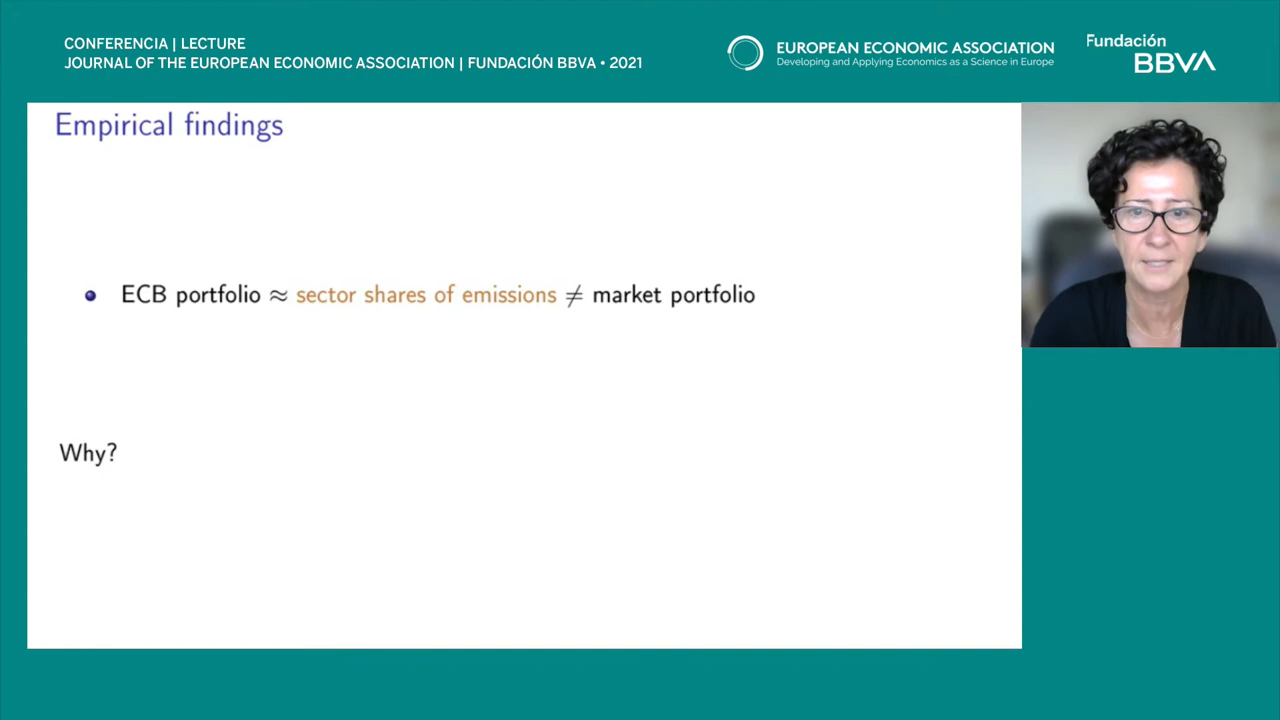 CONFERENCIA | LECTURE
JOURNAL OF THE EUROPEAN ECONOMIC ASSOCIATION | FUNDACIÓN BBVA • 2021
EUROPEAN ECONOMIC ASSOCIATION
Developing and Applying Economics as a Science in Europe
Fundación
BBVA
Empirical findings
ECB portfolio ≈ sector shares of emissions ≠ market portfolio
Why?